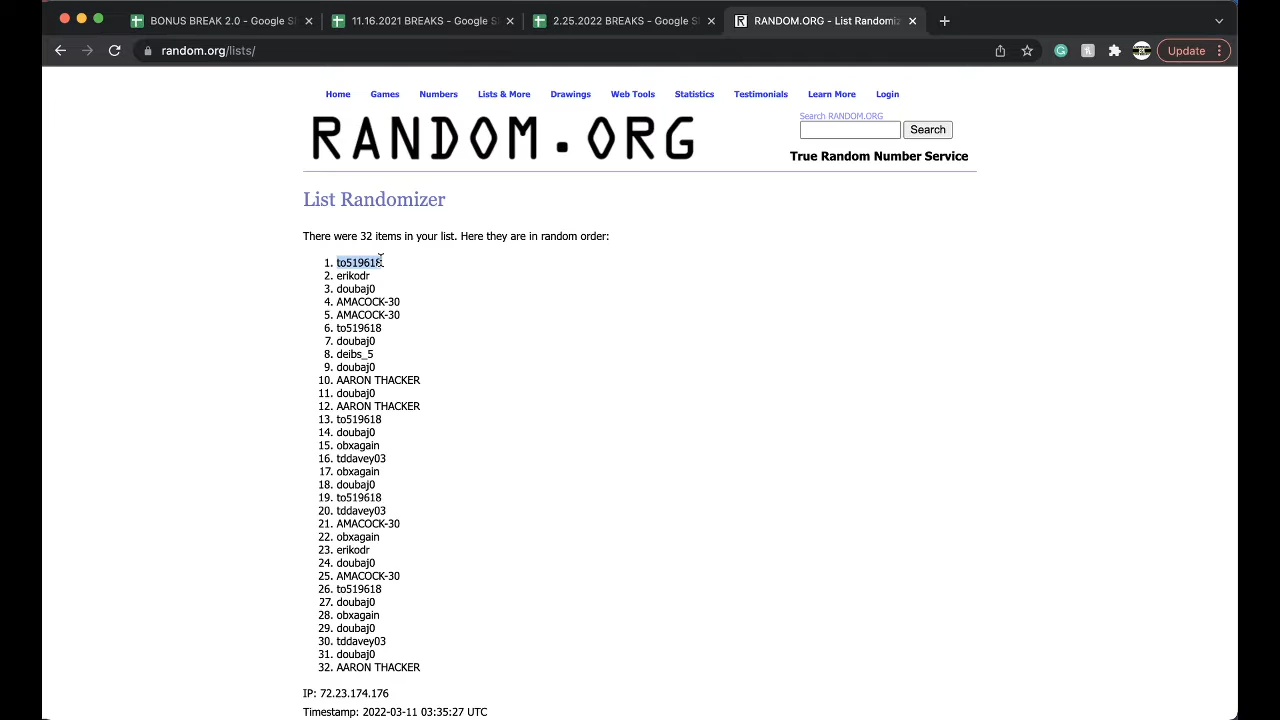 BONUS BREAK 2.0 - Google S
11.16.2021 BREAKS - Google S
2.25.2022 BREAKS - Google S
RANDOM.ORG - List Randomiz
random.org/lists/
Update
Home Games Numbers Lists & More Drawings Web Tools Statistics Testimonials Learn More Login
RANDOM.ORG
Search RANDOM.ORG
Search
True Random Number Service
List Randomizer
There were 32 items in your list. Here they are in random order:
1. to519618
2. erikodr
3. doubaj0
4. AMACOCK-30
5. AMACOCK-30
6. to519618
7. doubaj0
8. deibs_5
9. doubaj0
10. AARON THACKER
11. doubaj0
12. AARON THACKER
13. to519618
14. doubaj0
15. obxagain
16. tddavey03
17. obxagain
18. doubaj0
19. to519618
20. tddavey03
21. AMACOCK-30
22. obxagain
23. erikodr
24. doubaj0
25. AMACOCK-30
26. to519618
27. doubaj0
28. obxagain
29. doubaj0
30. tddavey03
31. doubaj0
32. AARON THACKER
IP: 72.23.174.176
Timestamp: 2022-03-11 03:35:27 UTC